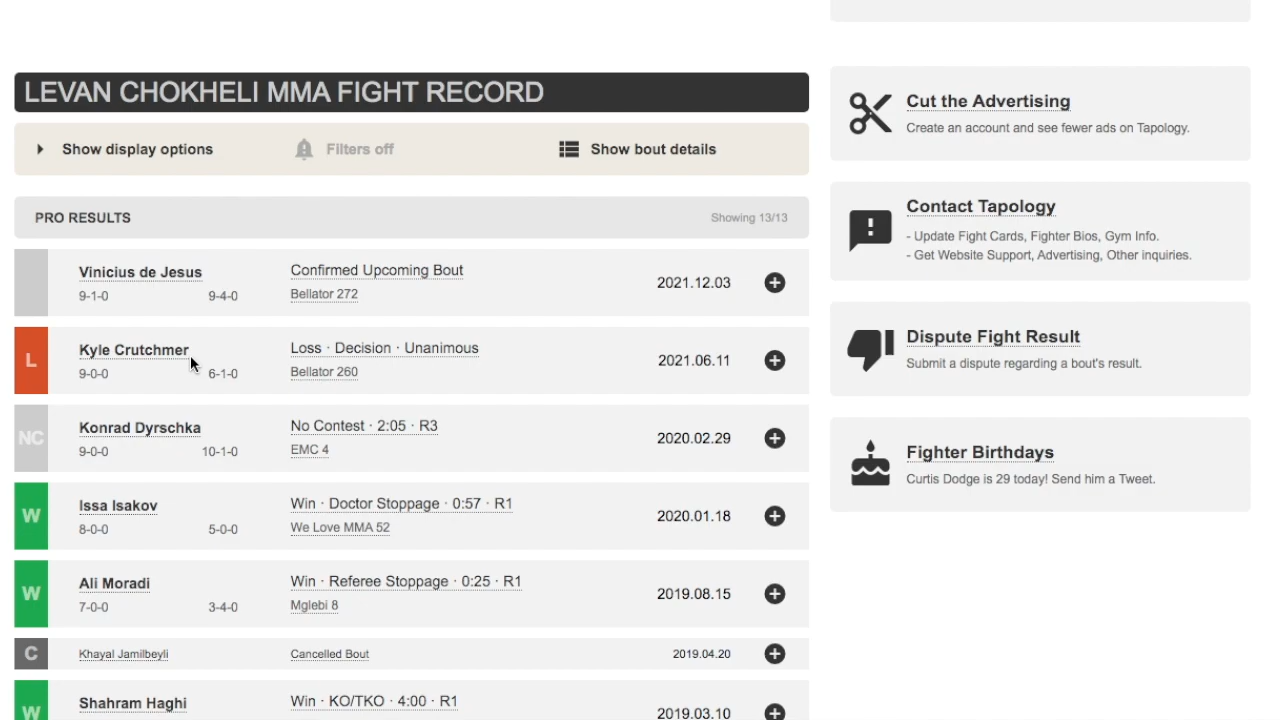 LEVAN CHOKHELI MMA FIGHT RECORD
Show display options Filters off Show bout details
PRO RESULTS Showing 13/13
Vinicius de Jesus Confirmed Upcoming Bout
9-1-0 9-4-0 Bellator 272 2021.12.03
L Kyle Crutchmer Loss · Decision · Unanimous
9-0-0 6-1-0 Bellator 260 2021.06.11
NC Konrad Dyrschka No Contest · 2:05 · R3
9-0-0 10-1-0 EMC 4 2020.02.29
W Issa Isakov Win · Doctor Stoppage · 0:57 · R1
8-0-0 5-0-0 We Love MMA 52 2020.01.18
W Ali Moradi Win · Referee Stoppage · 0:25 · R1
7-0-0 3-4-0 Mglebi 8 2019.08.15
C Khayal Jamilbeyli Cancelled Bout 2019.04.20
W Shahram Haghi Win · KO/TKO · 4:00 · R1 2019.03.10
Cut the Advertising
Create an account and see fewer ads on Tapology.
Contact Tapology
- Update Fight Cards, Fighter Bios, Gym Info.
- Get Website Support, Advertising, Other inquiries.
Dispute Fight Result
Submit a dispute regarding a bout's result.
Fighter Birthdays
Curtis Dodge is 29 today! Send him a Tweet.